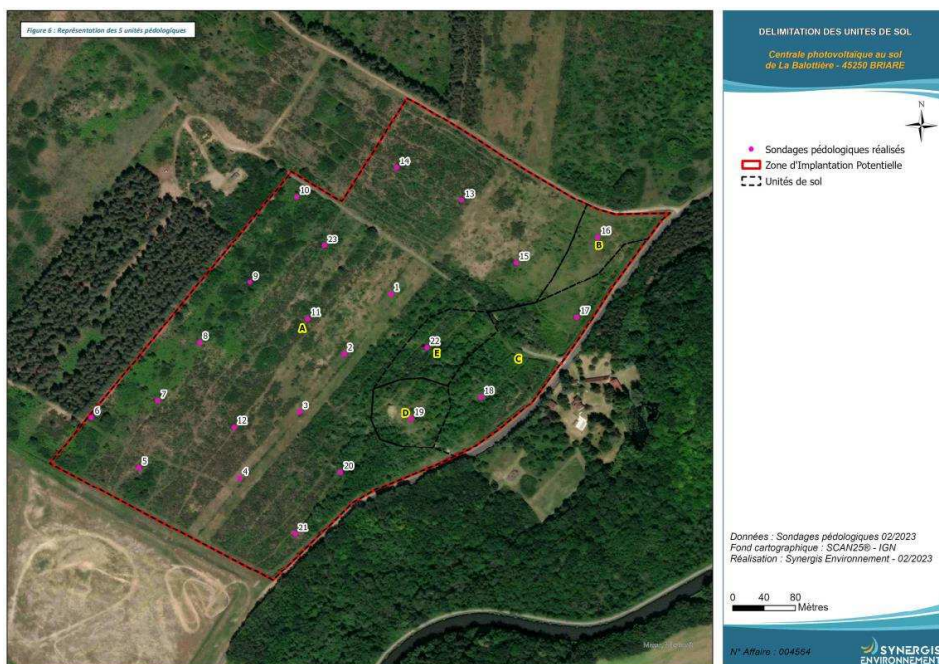 Figure 6 : Représentation des 5 unités pédologiques
14
10
13
23
16
B
15
9
1
11
A
17
8
2
22
E
C
7
18
6
3
D
19
12
5
4
20
21
DELIMITATION DES UNITES DE SOL
Centrale photovoltaïque au sol
de La Balottière - 45250 BRIARE
N
Sondages pédologiques réalisés
Zone d'Implantation Potentielle
Unités de sol
Données : Sondages pédologiques 02/2023
Fond cartographique : SCAN25® - IGN
Réalisation : Synergis Environnement - 02/2023
0 40 80
Mètres
N° Affaire : 004554
SYNERGIS
ENVIRONNEMENT